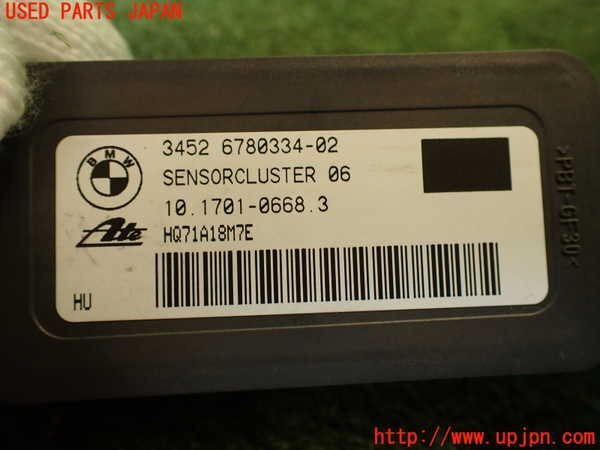 USED PARTS JAPAN
BMW
3452 6780334-02
SENSORCLUSTER 06
10.1701-0668.3
Ate
HQ71A18M7E
HU
>PBT-GF30<
http://www.upjpn.com